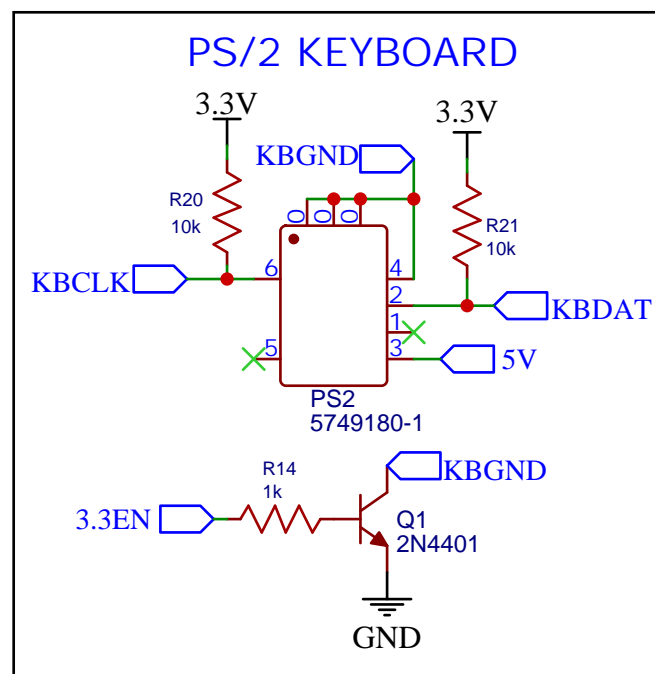 PS/2 KEYBOARD
3.3V
3.3V
KBGND
R20
10k
0
0
0
R21
10k
KBCLK
6
4
2
KBDAT
1
5
3
5V
PS2
5749180-1
R14
1k
KBGND
3.3EN
Q1
2N4401
GND